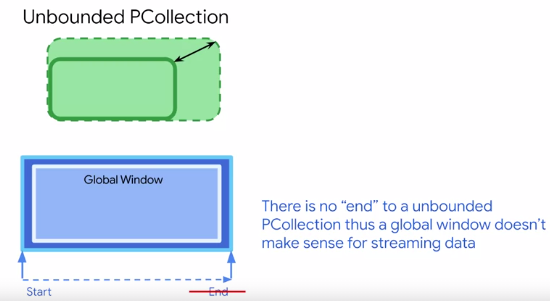 Unbounded PCollection
Global Window
There is no “end” to a unbounded
PCollection thus a global window doesn't
make sense for streaming data
Start
End